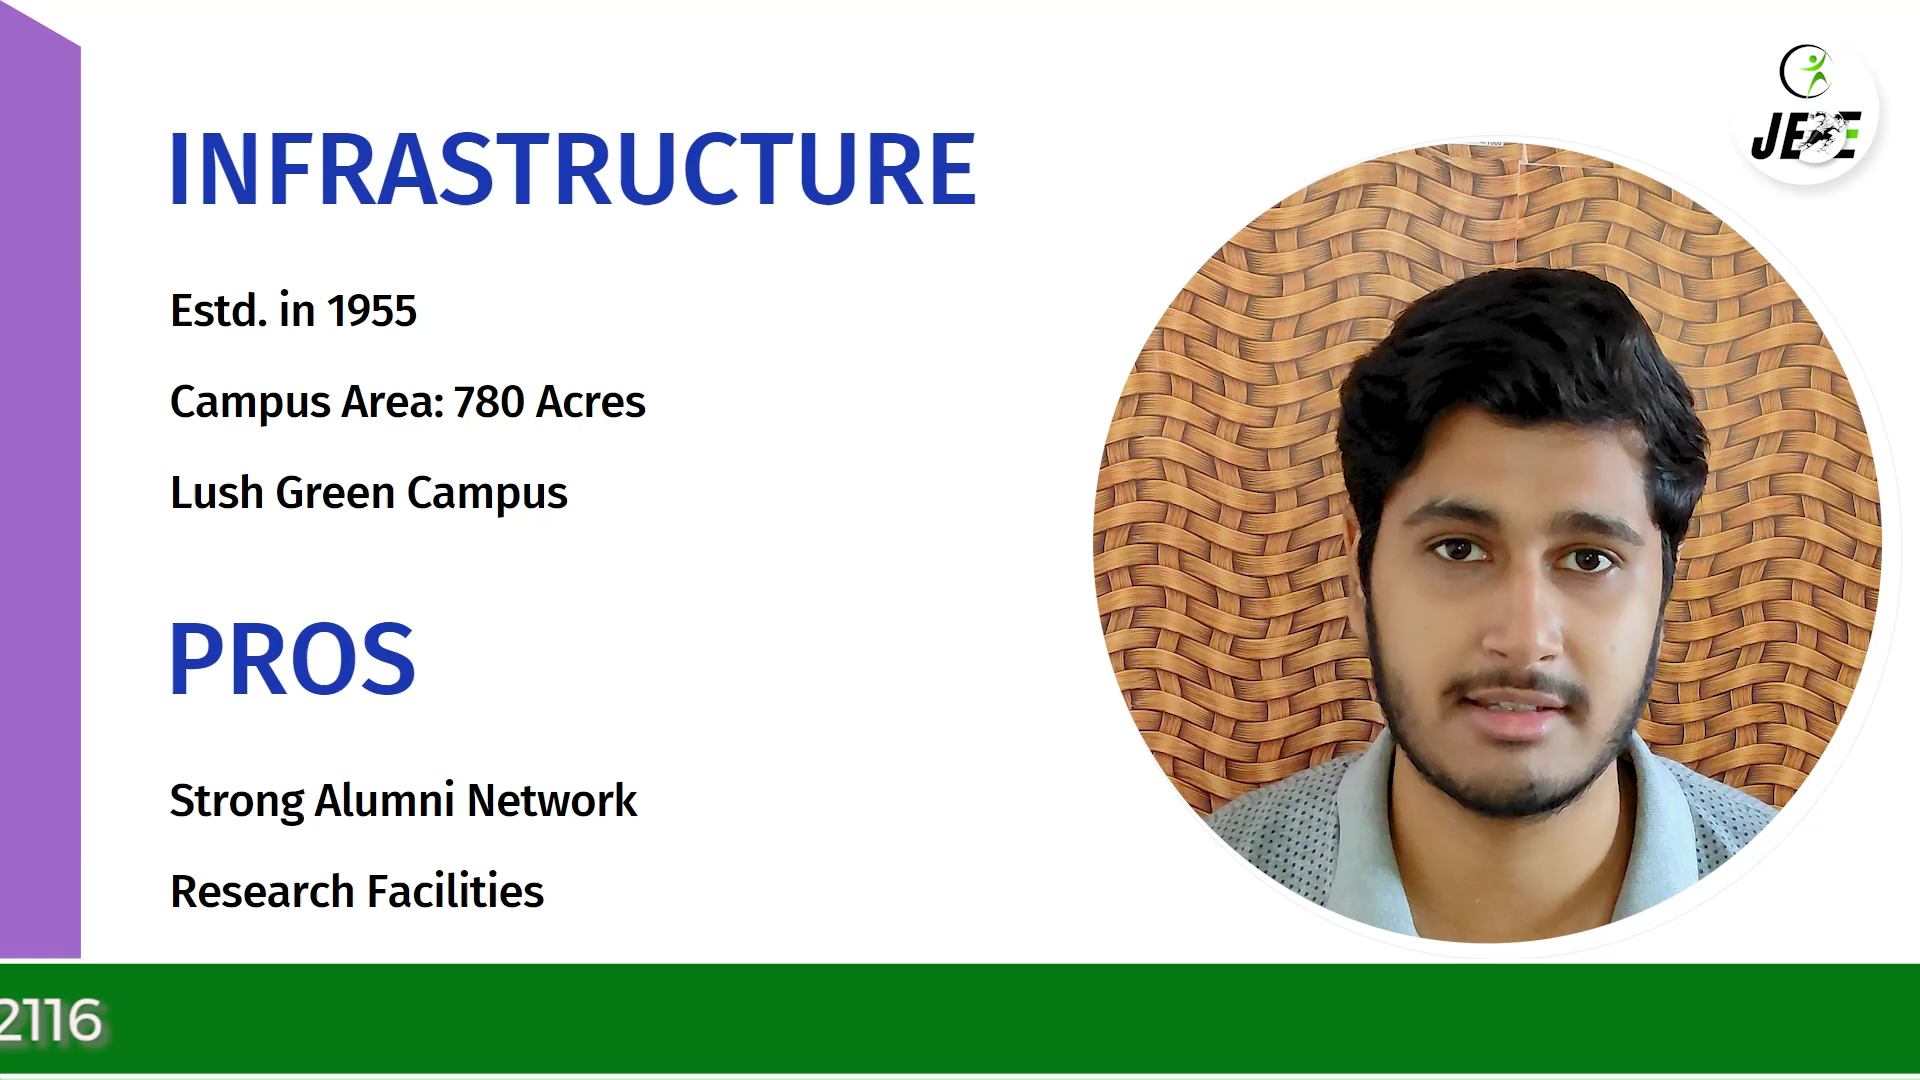 INFRASTRUCTURE
Estd. in 1955
Campus Area: 780 Acres
Lush Green Campus
PROS
Strong Alumni Network
Research Facilities
2116